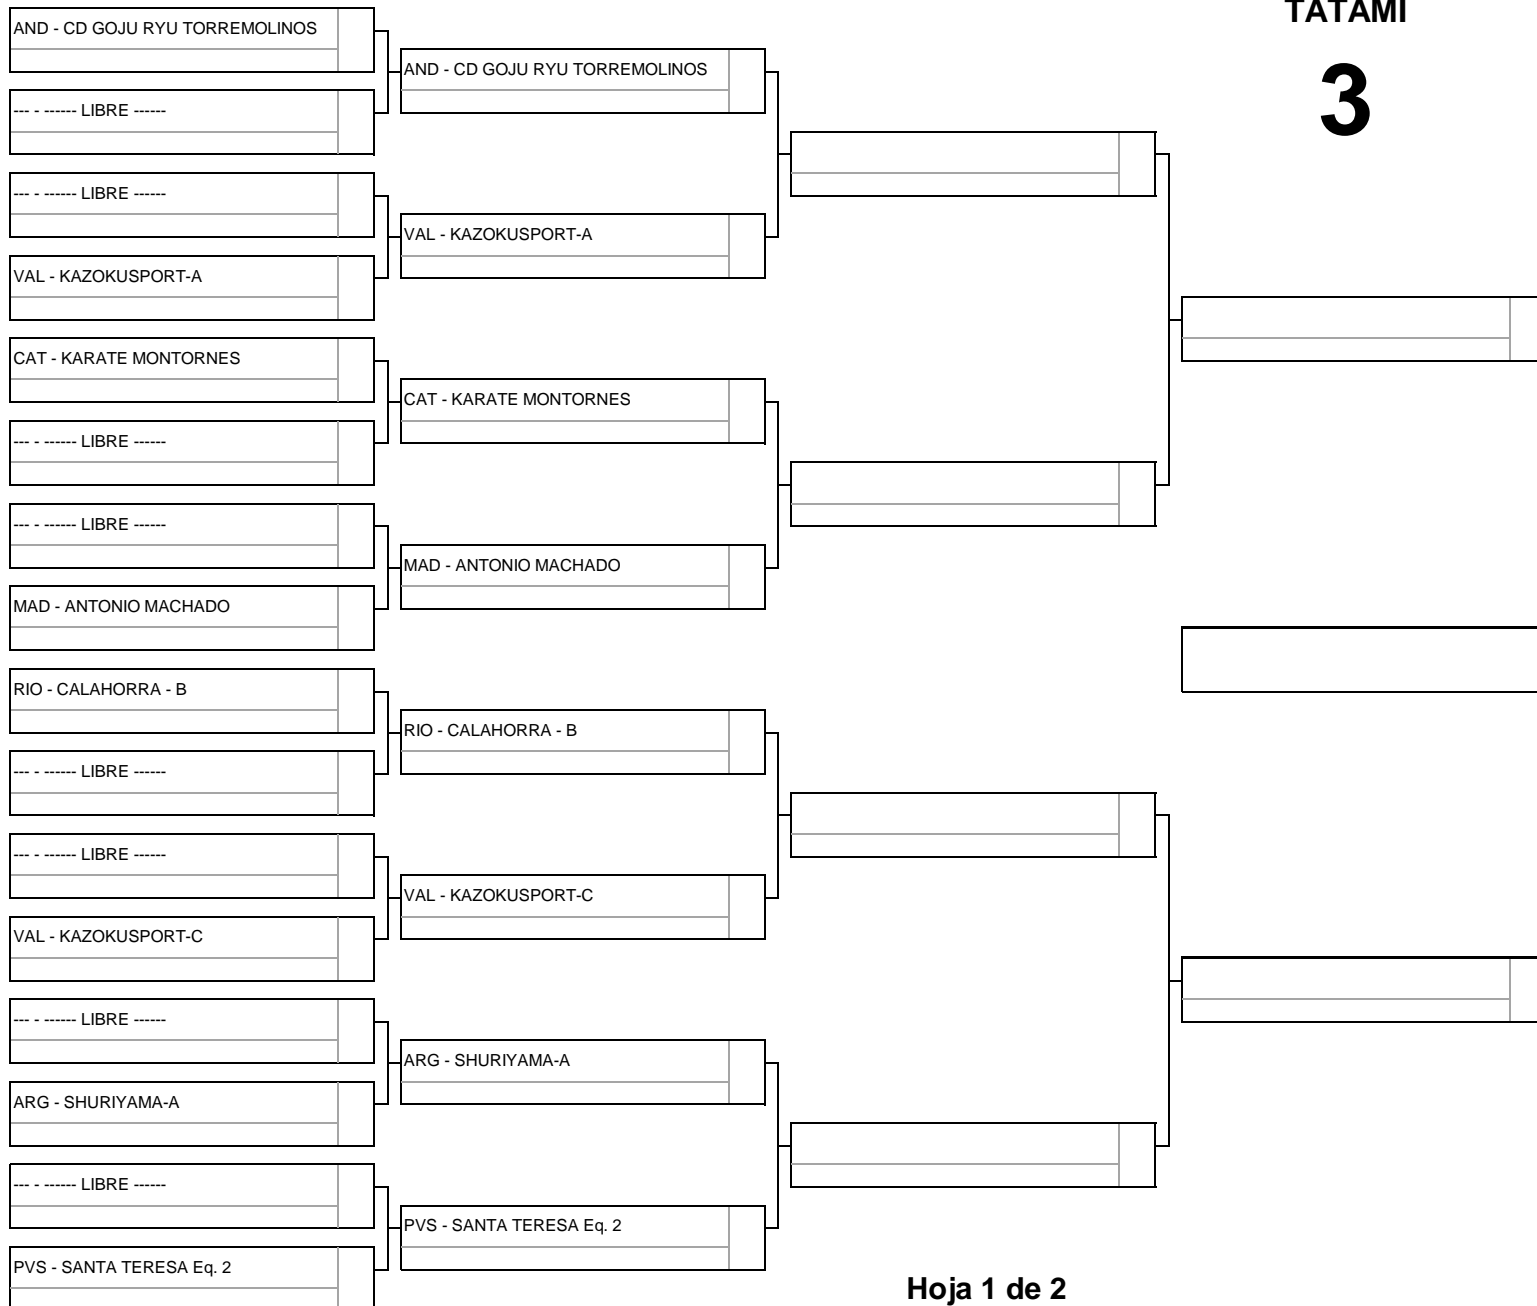 TATAMI
3
AND - CD GOJU RYU TORREMOLINOS
--- - ------ LIBRE ------
--- - ------ LIBRE ------
VAL - KAZOKUSPORT-A
CAT - KARATE MONTORNES
--- - ------ LIBRE ------
--- - ------ LIBRE ------
MAD - ANTONIO MACHADO
RIO - CALAHORRA - B
--- - ------ LIBRE ------
--- - ------ LIBRE ------
VAL - KAZOKUSPORT-C
--- - ------ LIBRE ------
ARG - SHURIYAMA-A
--- - ------ LIBRE ------
PVS - SANTA TERESA Eq. 2
AND - CD GOJU RYU TORREMOLINOS
VAL - KAZOKUSPORT-A
CAT - KARATE MONTORNES
MAD - ANTONIO MACHADO
RIO - CALAHORRA - B
VAL - KAZOKUSPORT-C
ARG - SHURIYAMA-A
PVS - SANTA TERESA Eq. 2
Hoja 1 de 2